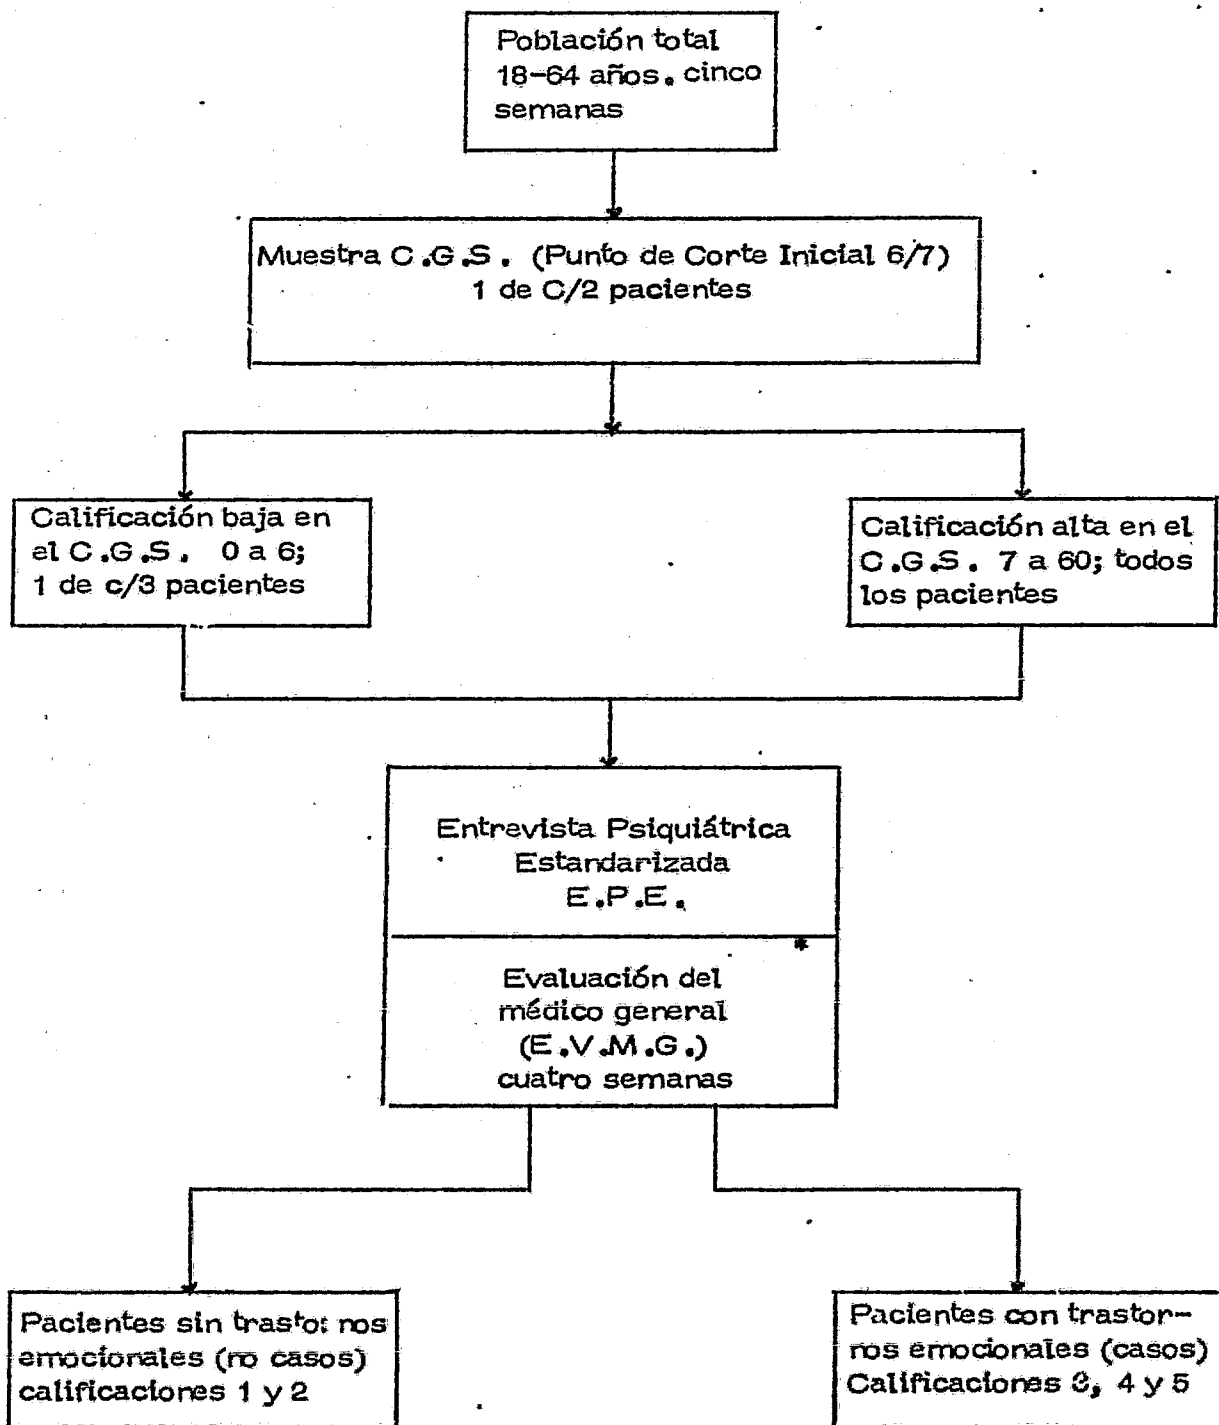 Población total
18-64 años. cinco
semanas
Muestra C.G.S. (Punto de Corte Inicial 6/7)
1 de C/2 pacientes
Calificación baja en
el C.G.S. 0 a 6;
1 de c/3 pacientes
Calificación alta en el
C.G.S. 7 a 60; todos
los pacientes
Entrevista Psiquiátrica
Estandarizada
E.P.E.
*
Evaluación del
médico general
(E.V.M.G.)
cuatro semanas
Pacientes sin trastornos
emocionales (no casos)
calificaciones 1 y 2
Pacientes con trastor-
nos emocionales (casos)
Calificaciones 3, 4 y 5